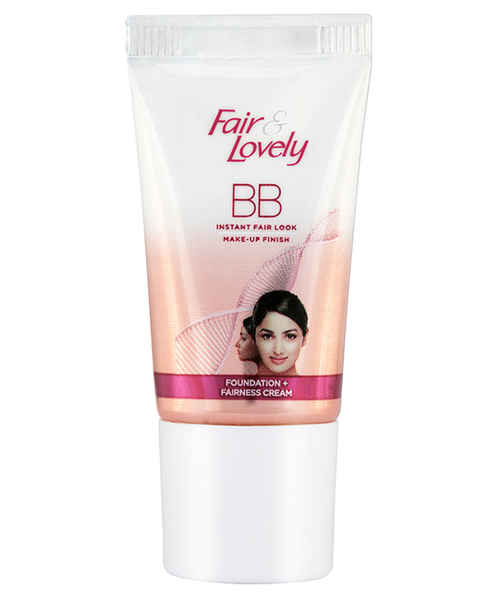 Fair &
Lovely
BB
INSTANT FAIR LOOK
MAKE-UP FINISH
FOUNDATION +
FAIRNESS CREAM